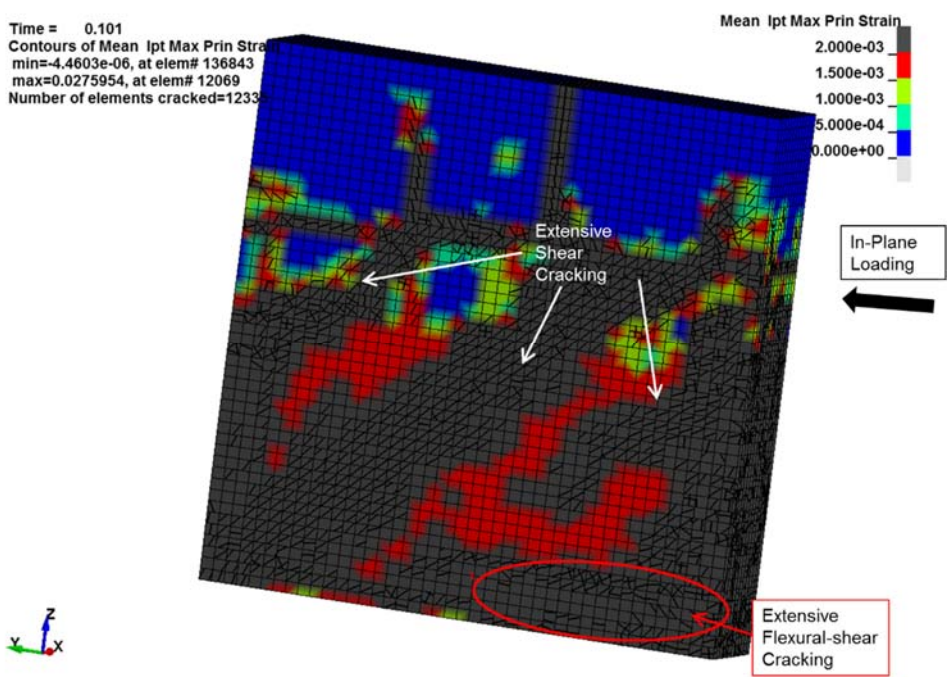 Time = 0.101
Contours of Mean Ipt Max Prin Strain
min=-4.4603e-06, at elem# 136843
max=0.0275954, at elem# 12069
Number of elements cracked=1233
Mean Ipt Max Prin Strain
2.000e-03
1.500e-03
1.000e-03
5.000e-04
0.000e+00
Extensive
Shear
Cracking
In-Plane
Loading
Extensive
Flexural-shear
Cracking
Z
Y
X